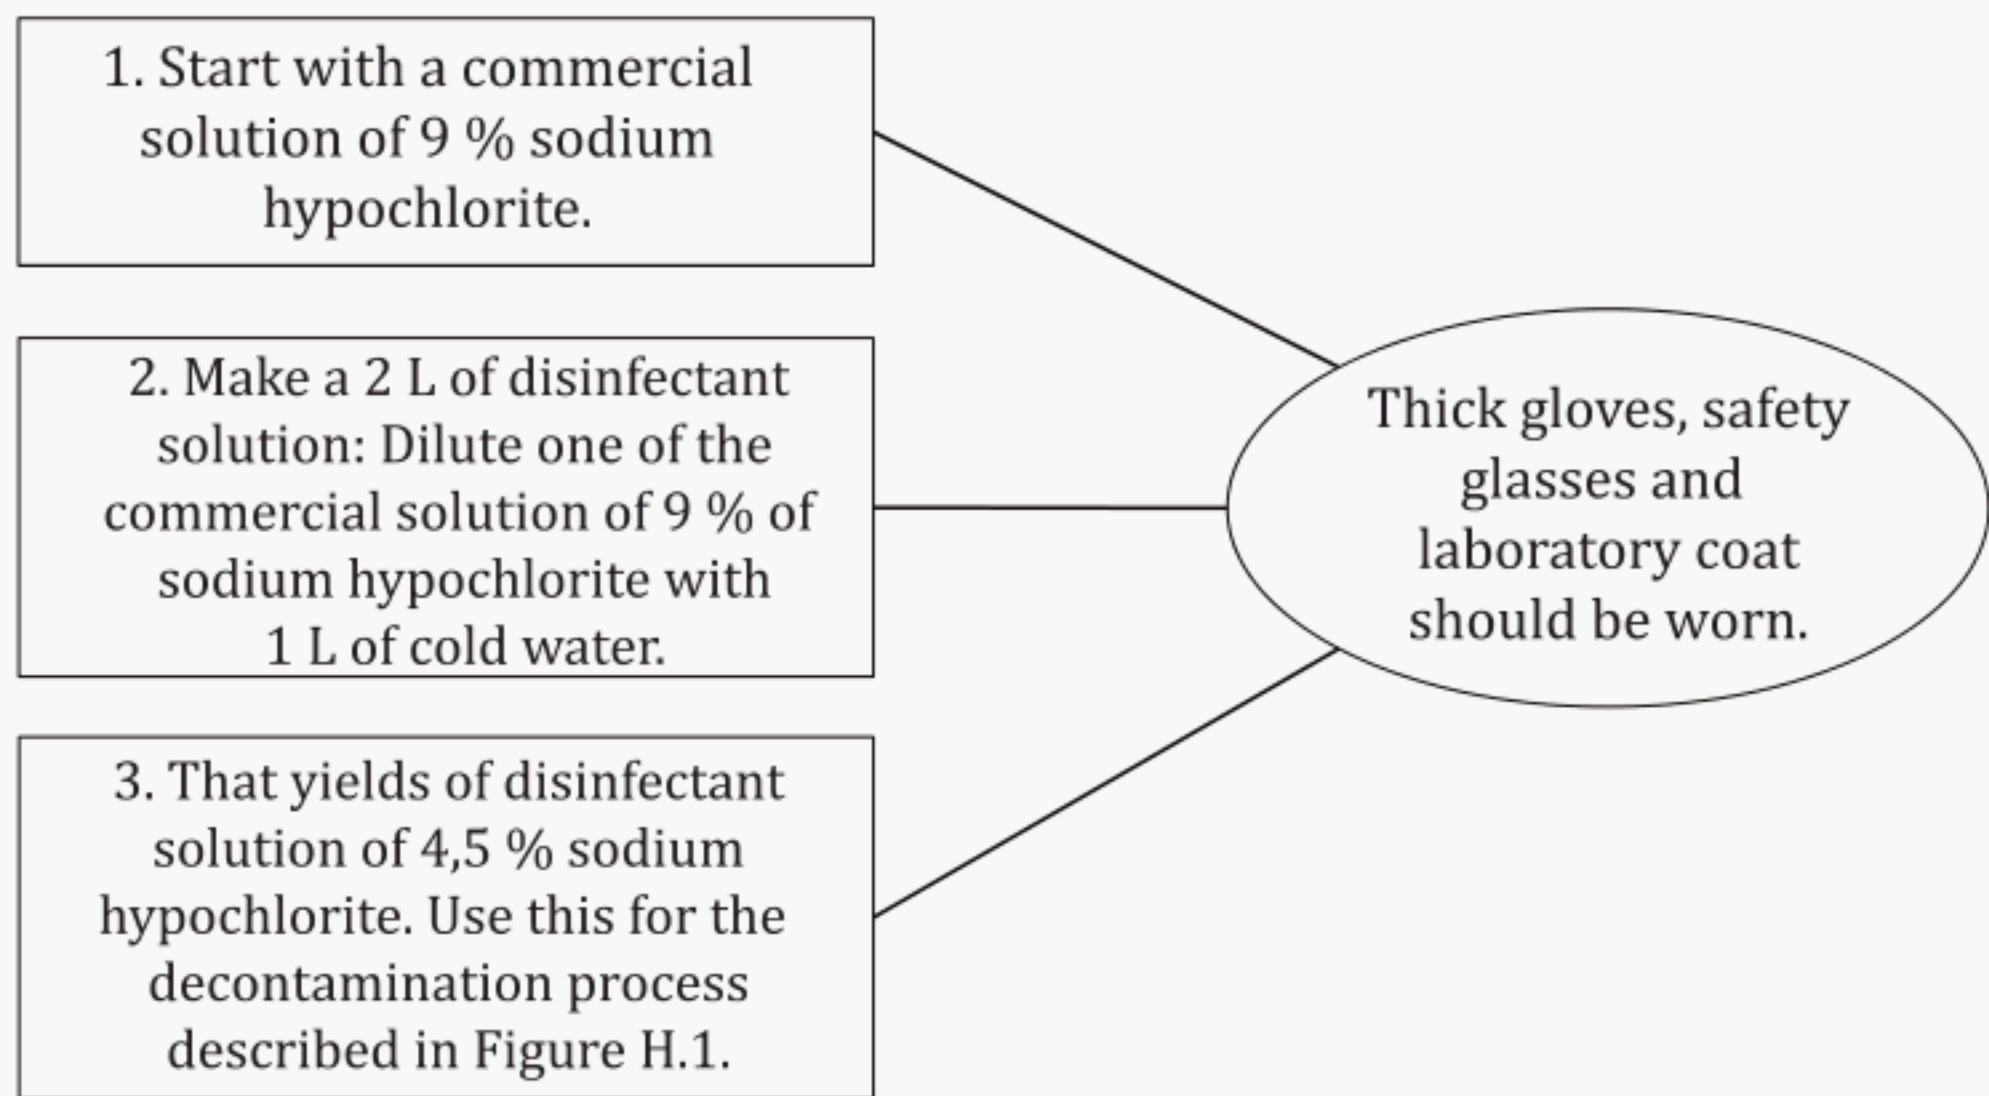 1. Start with a commercial
solution of 9 % sodium
hypochlorite.
2. Make a 2 L of disinfectant
solution: Dilute one of the
commercial solution of 9 % of
sodium hypochlorite with
1 L of cold water.
3. That yields of disinfectant
solution of 4,5 % sodium
hypochlorite. Use this for the
decontamination process
described in Figure H.1.
Thick gloves, safety
glasses and
laboratory coat
should be worn.